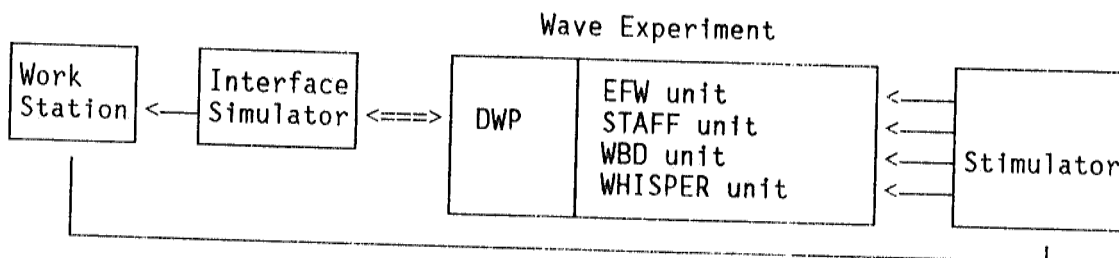 Wave Experiment
Work
Station
Interface
Simulator
<===>
DWP
EFW unit
STAFF unit
WBD unit
WHISPER unit
Stimulator